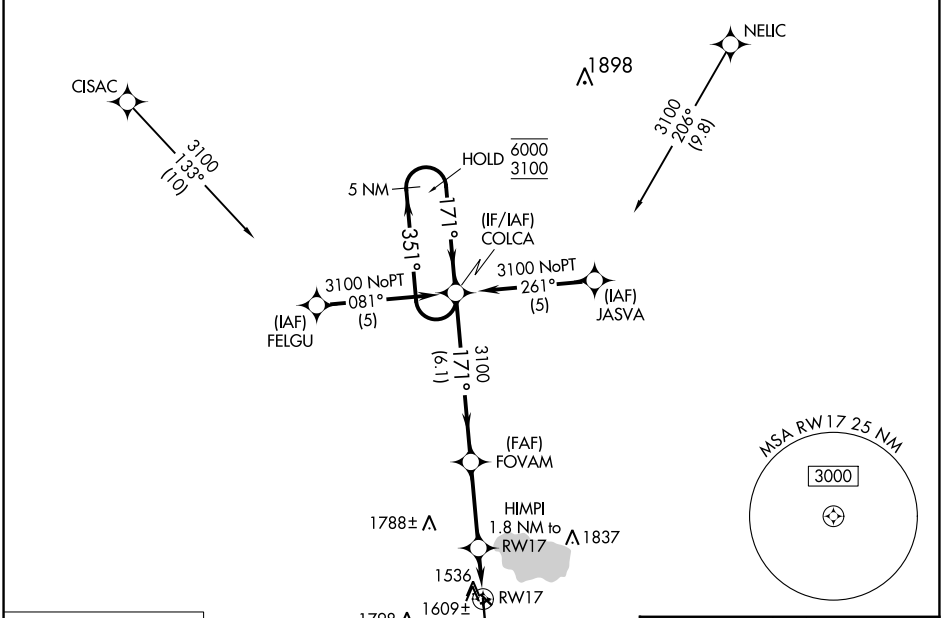 NELIC
1898
CISAC
3100
133°
(10)
3100
206°
(9.8)
HOLD 6000
3100
5 NM
171°
351°
(IF/IAF)
COLCA
3100 NoPT
081°
(5)
3100 NoPT
261°
(5)
(IAF)
FELGU
(IAF)
JASVA
3100
171°
(6.1)
(FAF)
FOVAM
MSA RW17 25 NM
3000
HIMPI
1.8 NM to
RW17
1788±
1837
1536
RW17
1609±